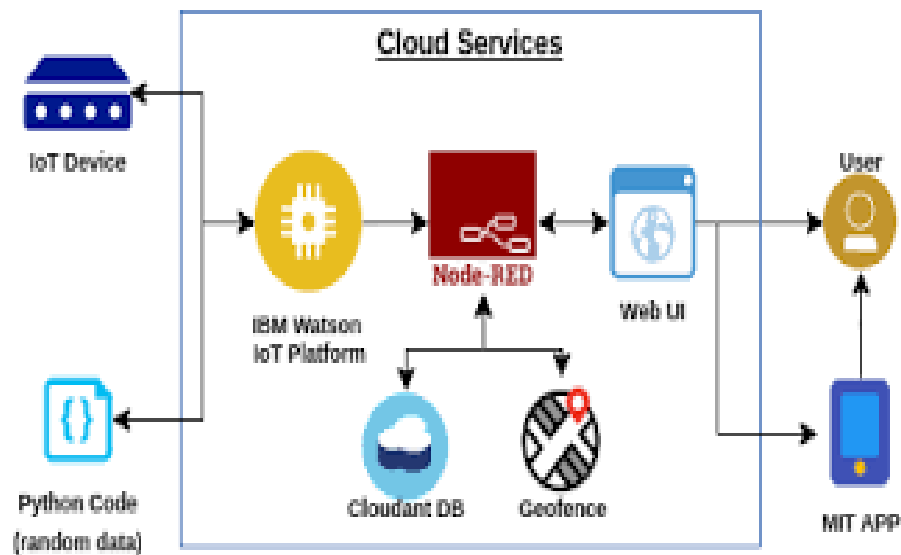 Cloud Services
IoT Device
User
Node-RED
Web UI
IBM Watson
IoT Platform
Python Code
(random data)
Cloudant DB
Geofence
MIT APP
{}